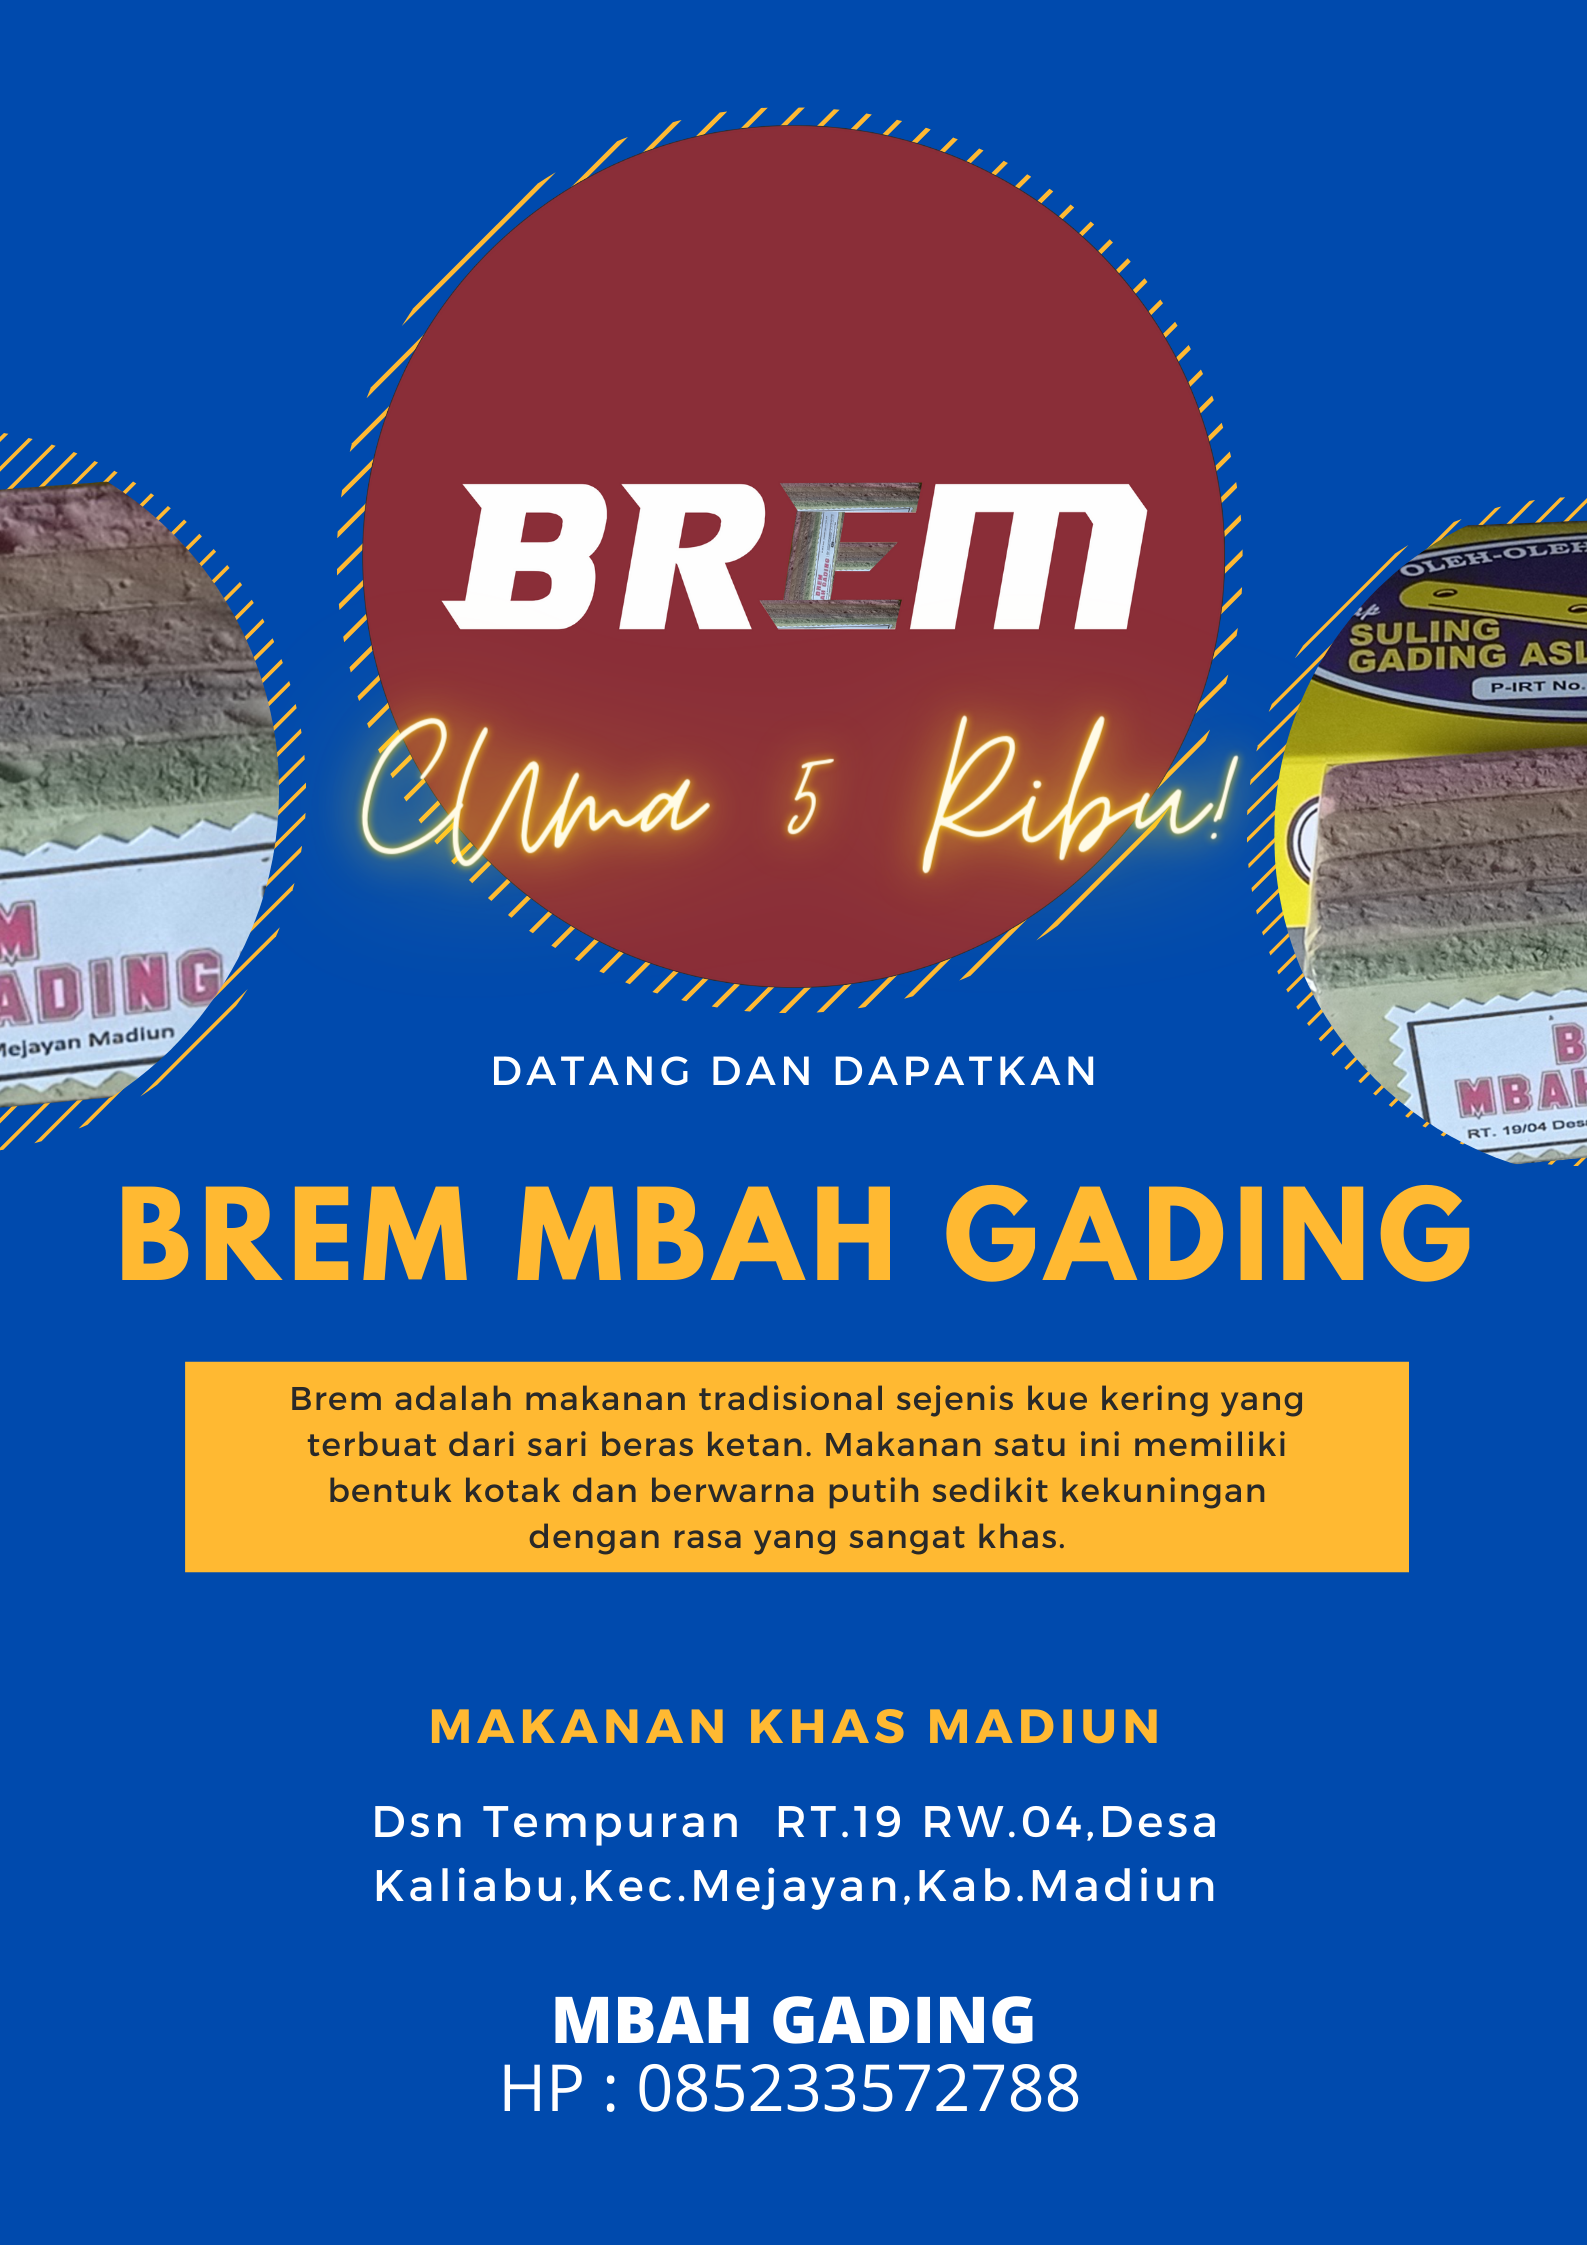 BREM
CUma 5 Ribu!
OLEH-OLEH
SULING
GADING ASL
P-IRT No.
M
ADING
Mejayan Madiun
B
MBAH
RT. 19/04 Des
DATANG DAN DAPATKAN
BREM MBAH GADING
Brem adalah makanan tradisional sejenis kue kering yang
terbuat dari sari beras ketan. Makanan satu ini memiliki
bentuk kotak dan berwarna putih sedikit kekuningan
dengan rasa yang sangat khas.
MAKANAN KHAS MADIUN
Dsn Tempuran RT.19 RW.04,Desa
Kaliabu,Kec.Mejayan,Kab.Madiun
MBAH GADING
HP : 085233572788